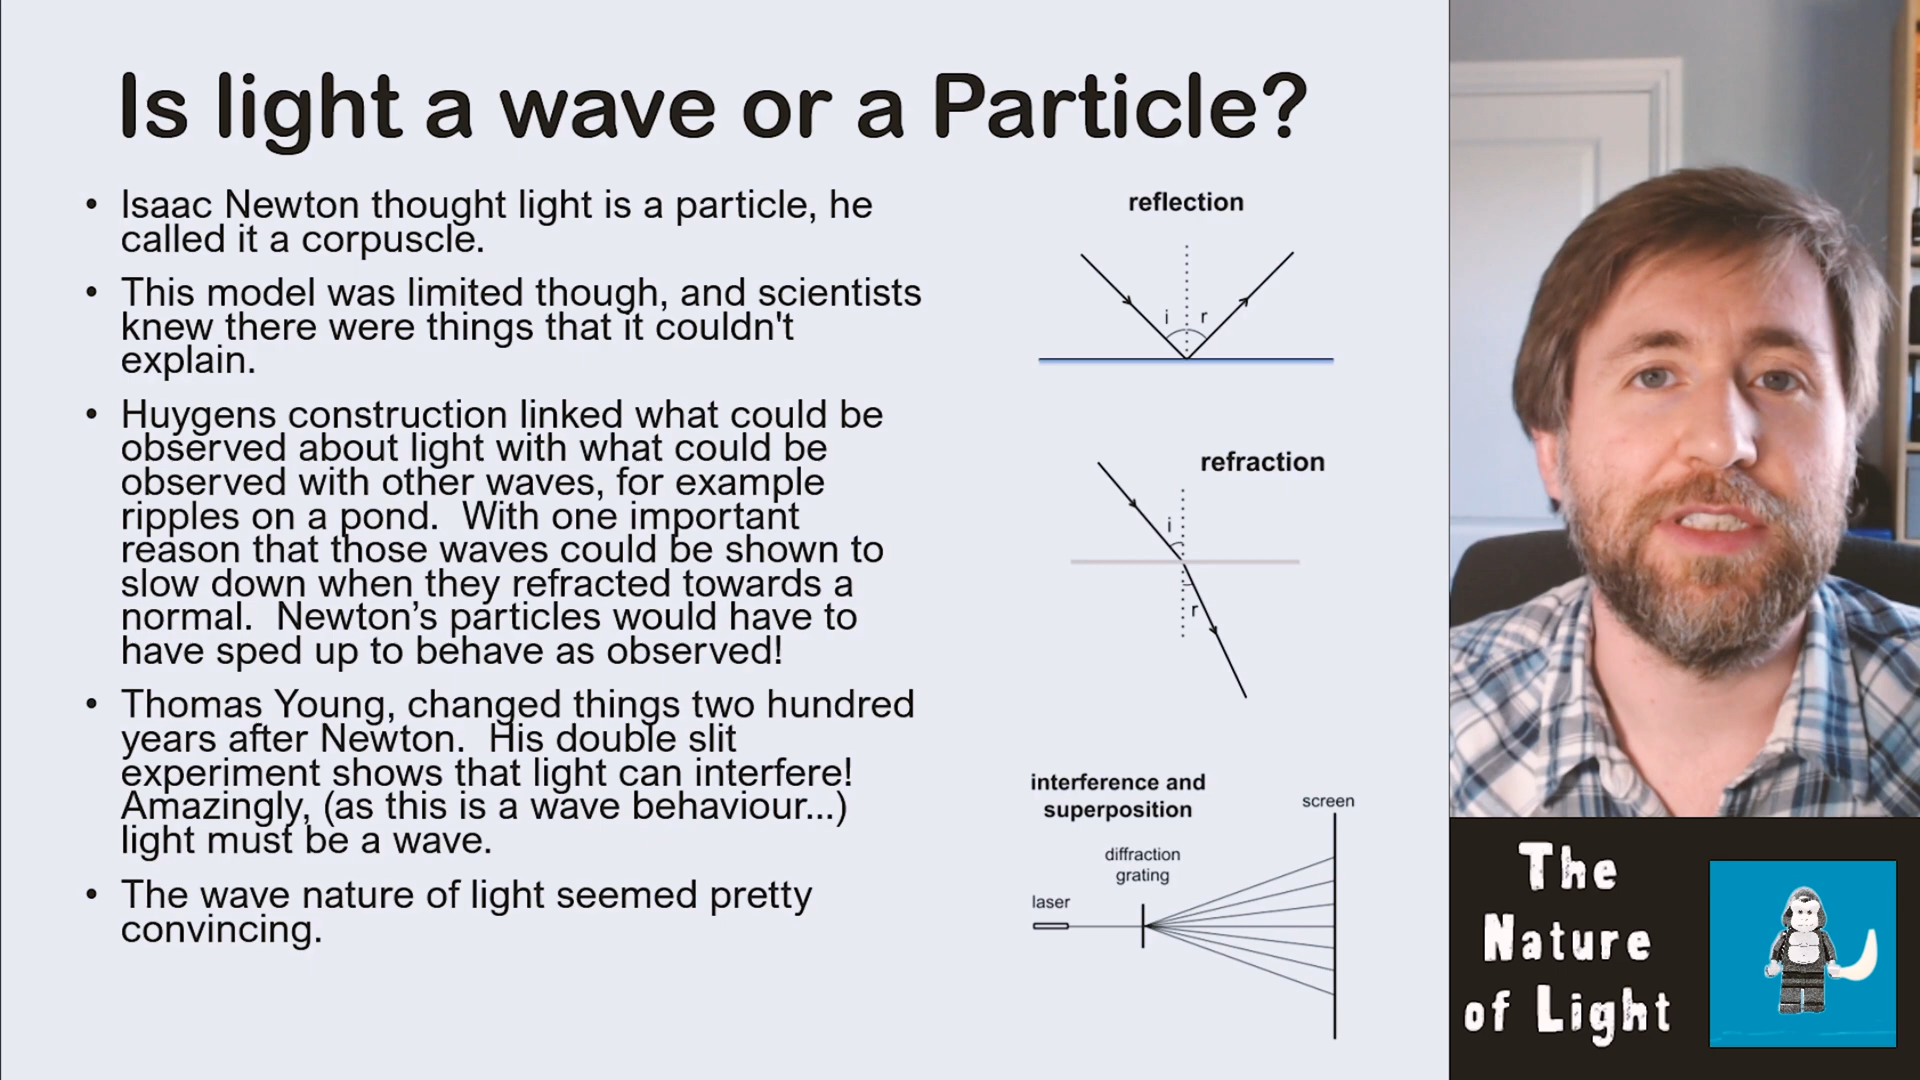 Is light a wave or a Particle?
• Isaac Newton thought light is a particle, he
called it a corpuscle.
• This model was limited though, and scientists
knew there were things that it couldn't
explain.
• Huygens construction linked what could be
observed about light with what could be
observed with other waves, for example
ripples on a pond.  With one important
reason that those waves could be shown to
slow down when they refracted towards a
normal.  Newton’s particles would have to
have sped up to behave as observed!
• Thomas Young, changed things two hundred
years after Newton.  His double slit
experiment shows that light can interfere!
Amazingly, (as this is a wave behaviour...)
light must be a wave.
• The wave nature of light seemed pretty
convincing.
reflection
i r
refraction
i
r
interference and
superposition
screen
diffraction
grating
laser
The
Nature
of Light